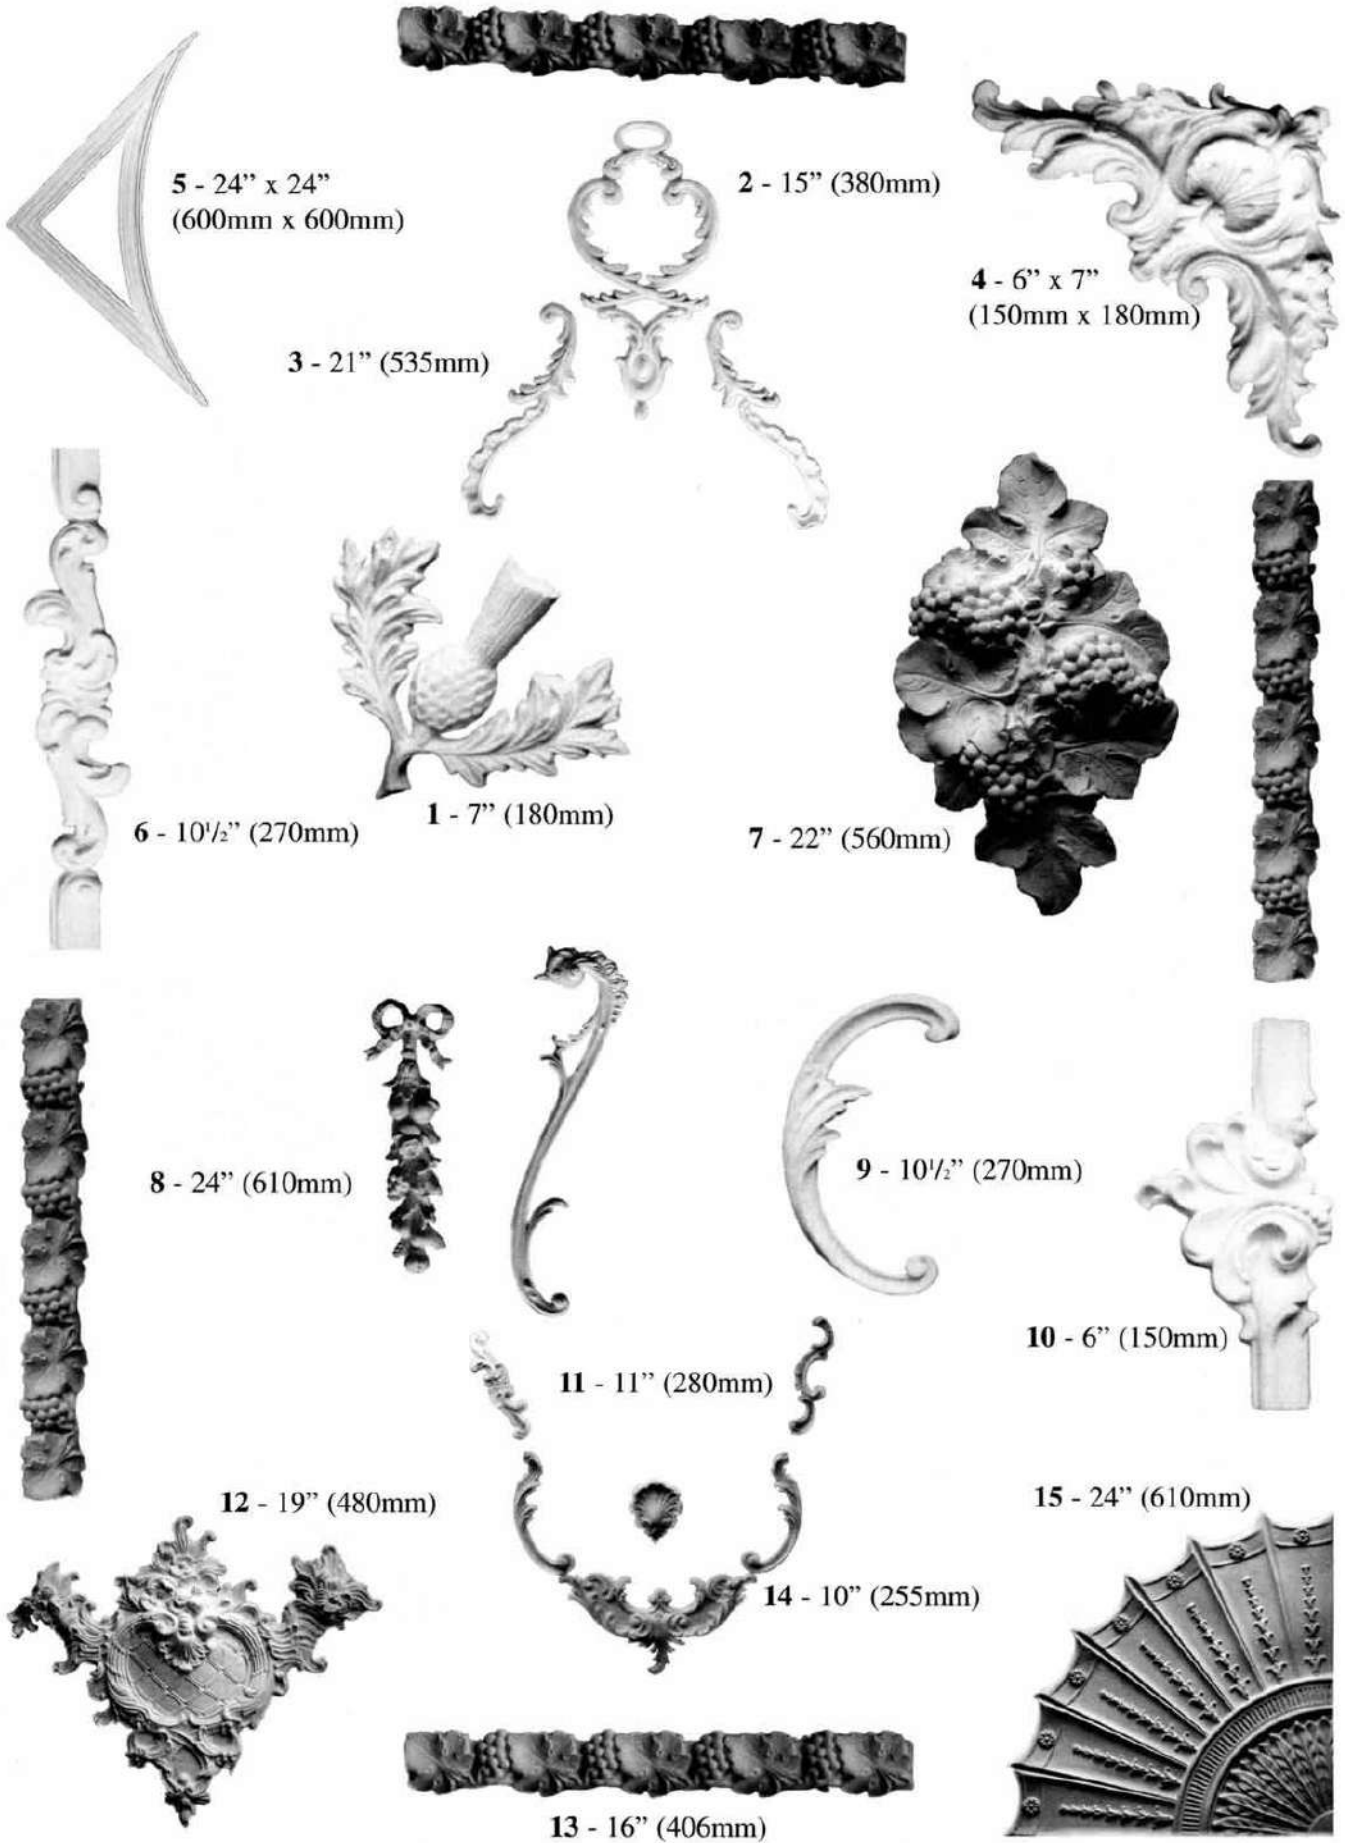 5 - 24” x 24”
(600mm x 600mm)
2 - 15” (380mm)
4 - 6” x 7”
(150mm x 180mm)
3 - 21” (535mm)
6 - 10¹/₂” (270mm)
1 - 7” (180mm)
7 - 22” (560mm)
8 - 24” (610mm)
9 - 10¹/₂” (270mm)
10 - 6” (150mm)
11 - 11” (280mm)
12 - 19” (480mm)
15 - 24” (610mm)
14 - 10” (255mm)
13 - 16” (406mm)